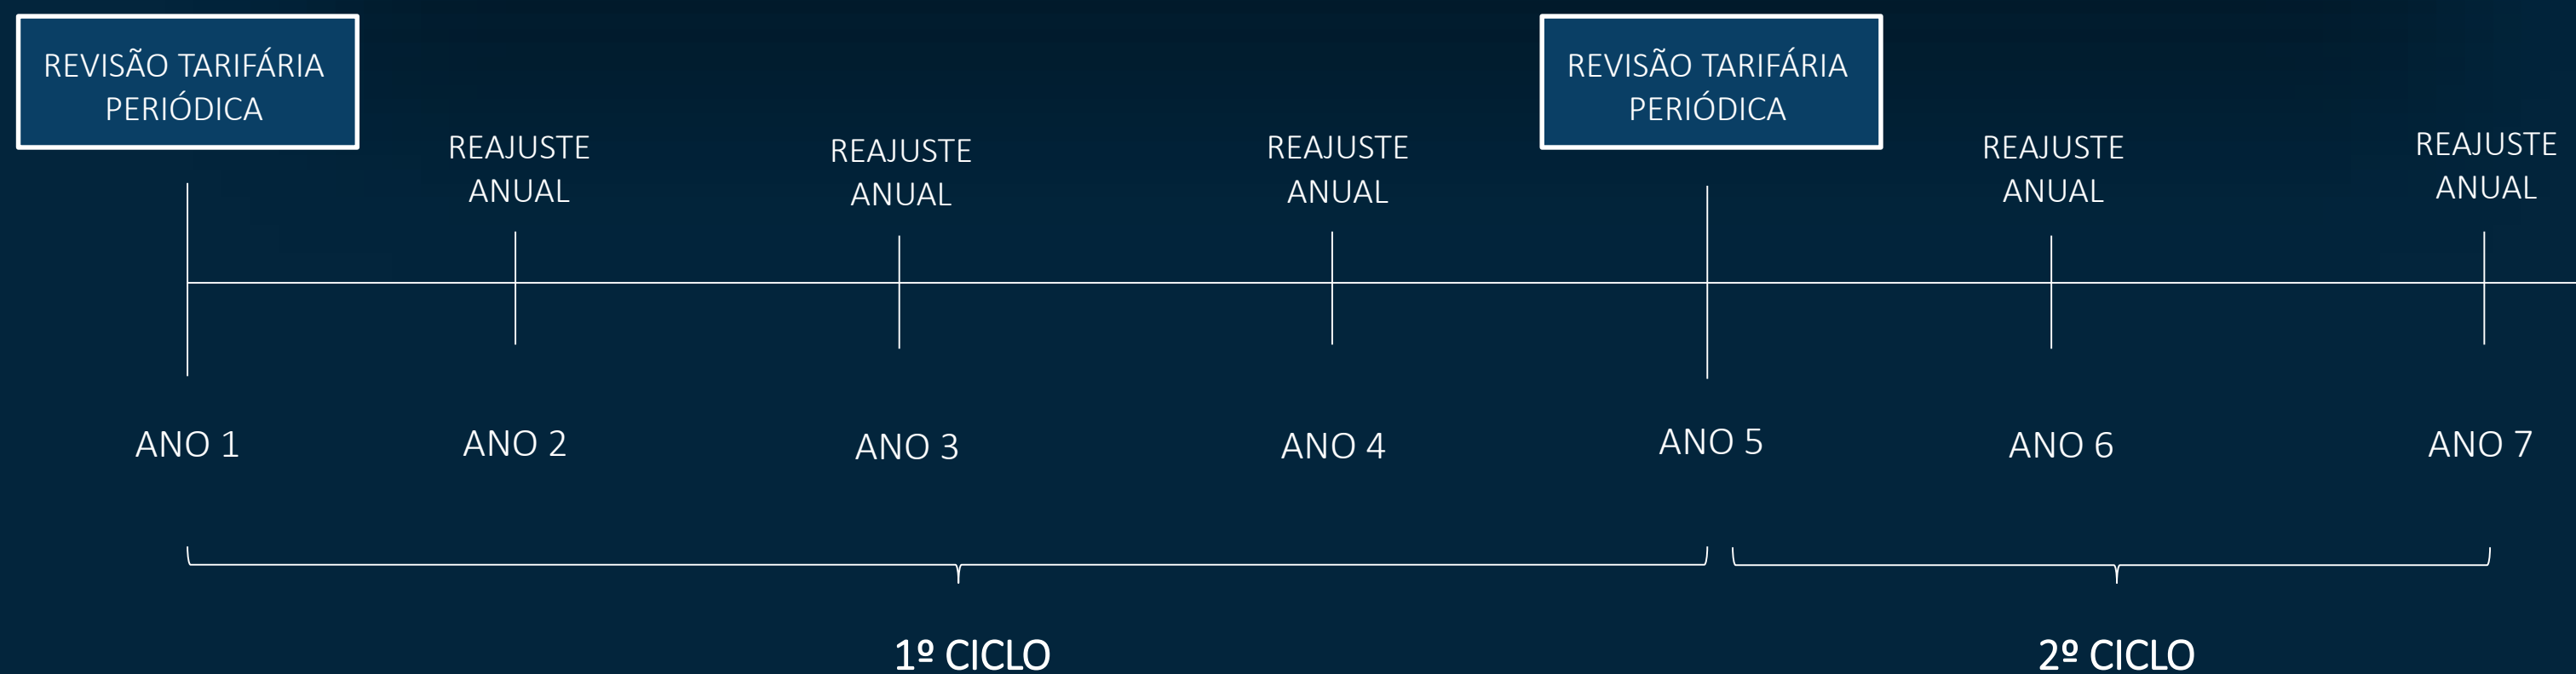 REVISÃO TARIFÁRIA
PERIÓDICA
REAJUSTE
ANUAL
REAJUSTE
ANUAL
REAJUSTE
ANUAL
REVISÃO TARIFÁRIA
PERIÓDICA
REAJUSTE
ANUAL
REAJUSTE
ANUAL
ANO 1
ANO 2
ANO 3
ANO 4
ANO 5
ANO 6
ANO 7
1º CICLO
2º CICLO